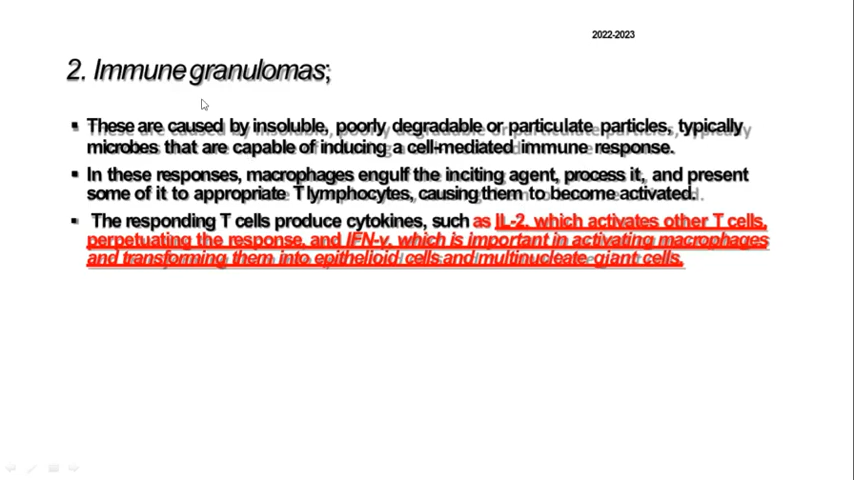 2022-2023
2. Immune granulomas;
▪ These are caused by insoluble, poorly degradable or particulate particles, typically
microbes that are capable of inducing a cell-mediated immune response.
▪ In these responses, macrophages engulf the inciting agent, process it, and present
some of it to appropriate T lymphocytes, causing them to become activated.
▪ The responding T cells produce cytokines, such as IL-2, which activates other T cells,
perpetuating the response, and IFN-γ, which is important in activating macrophages
and transforming them into epithelioid cells and multinucleate giant cells.